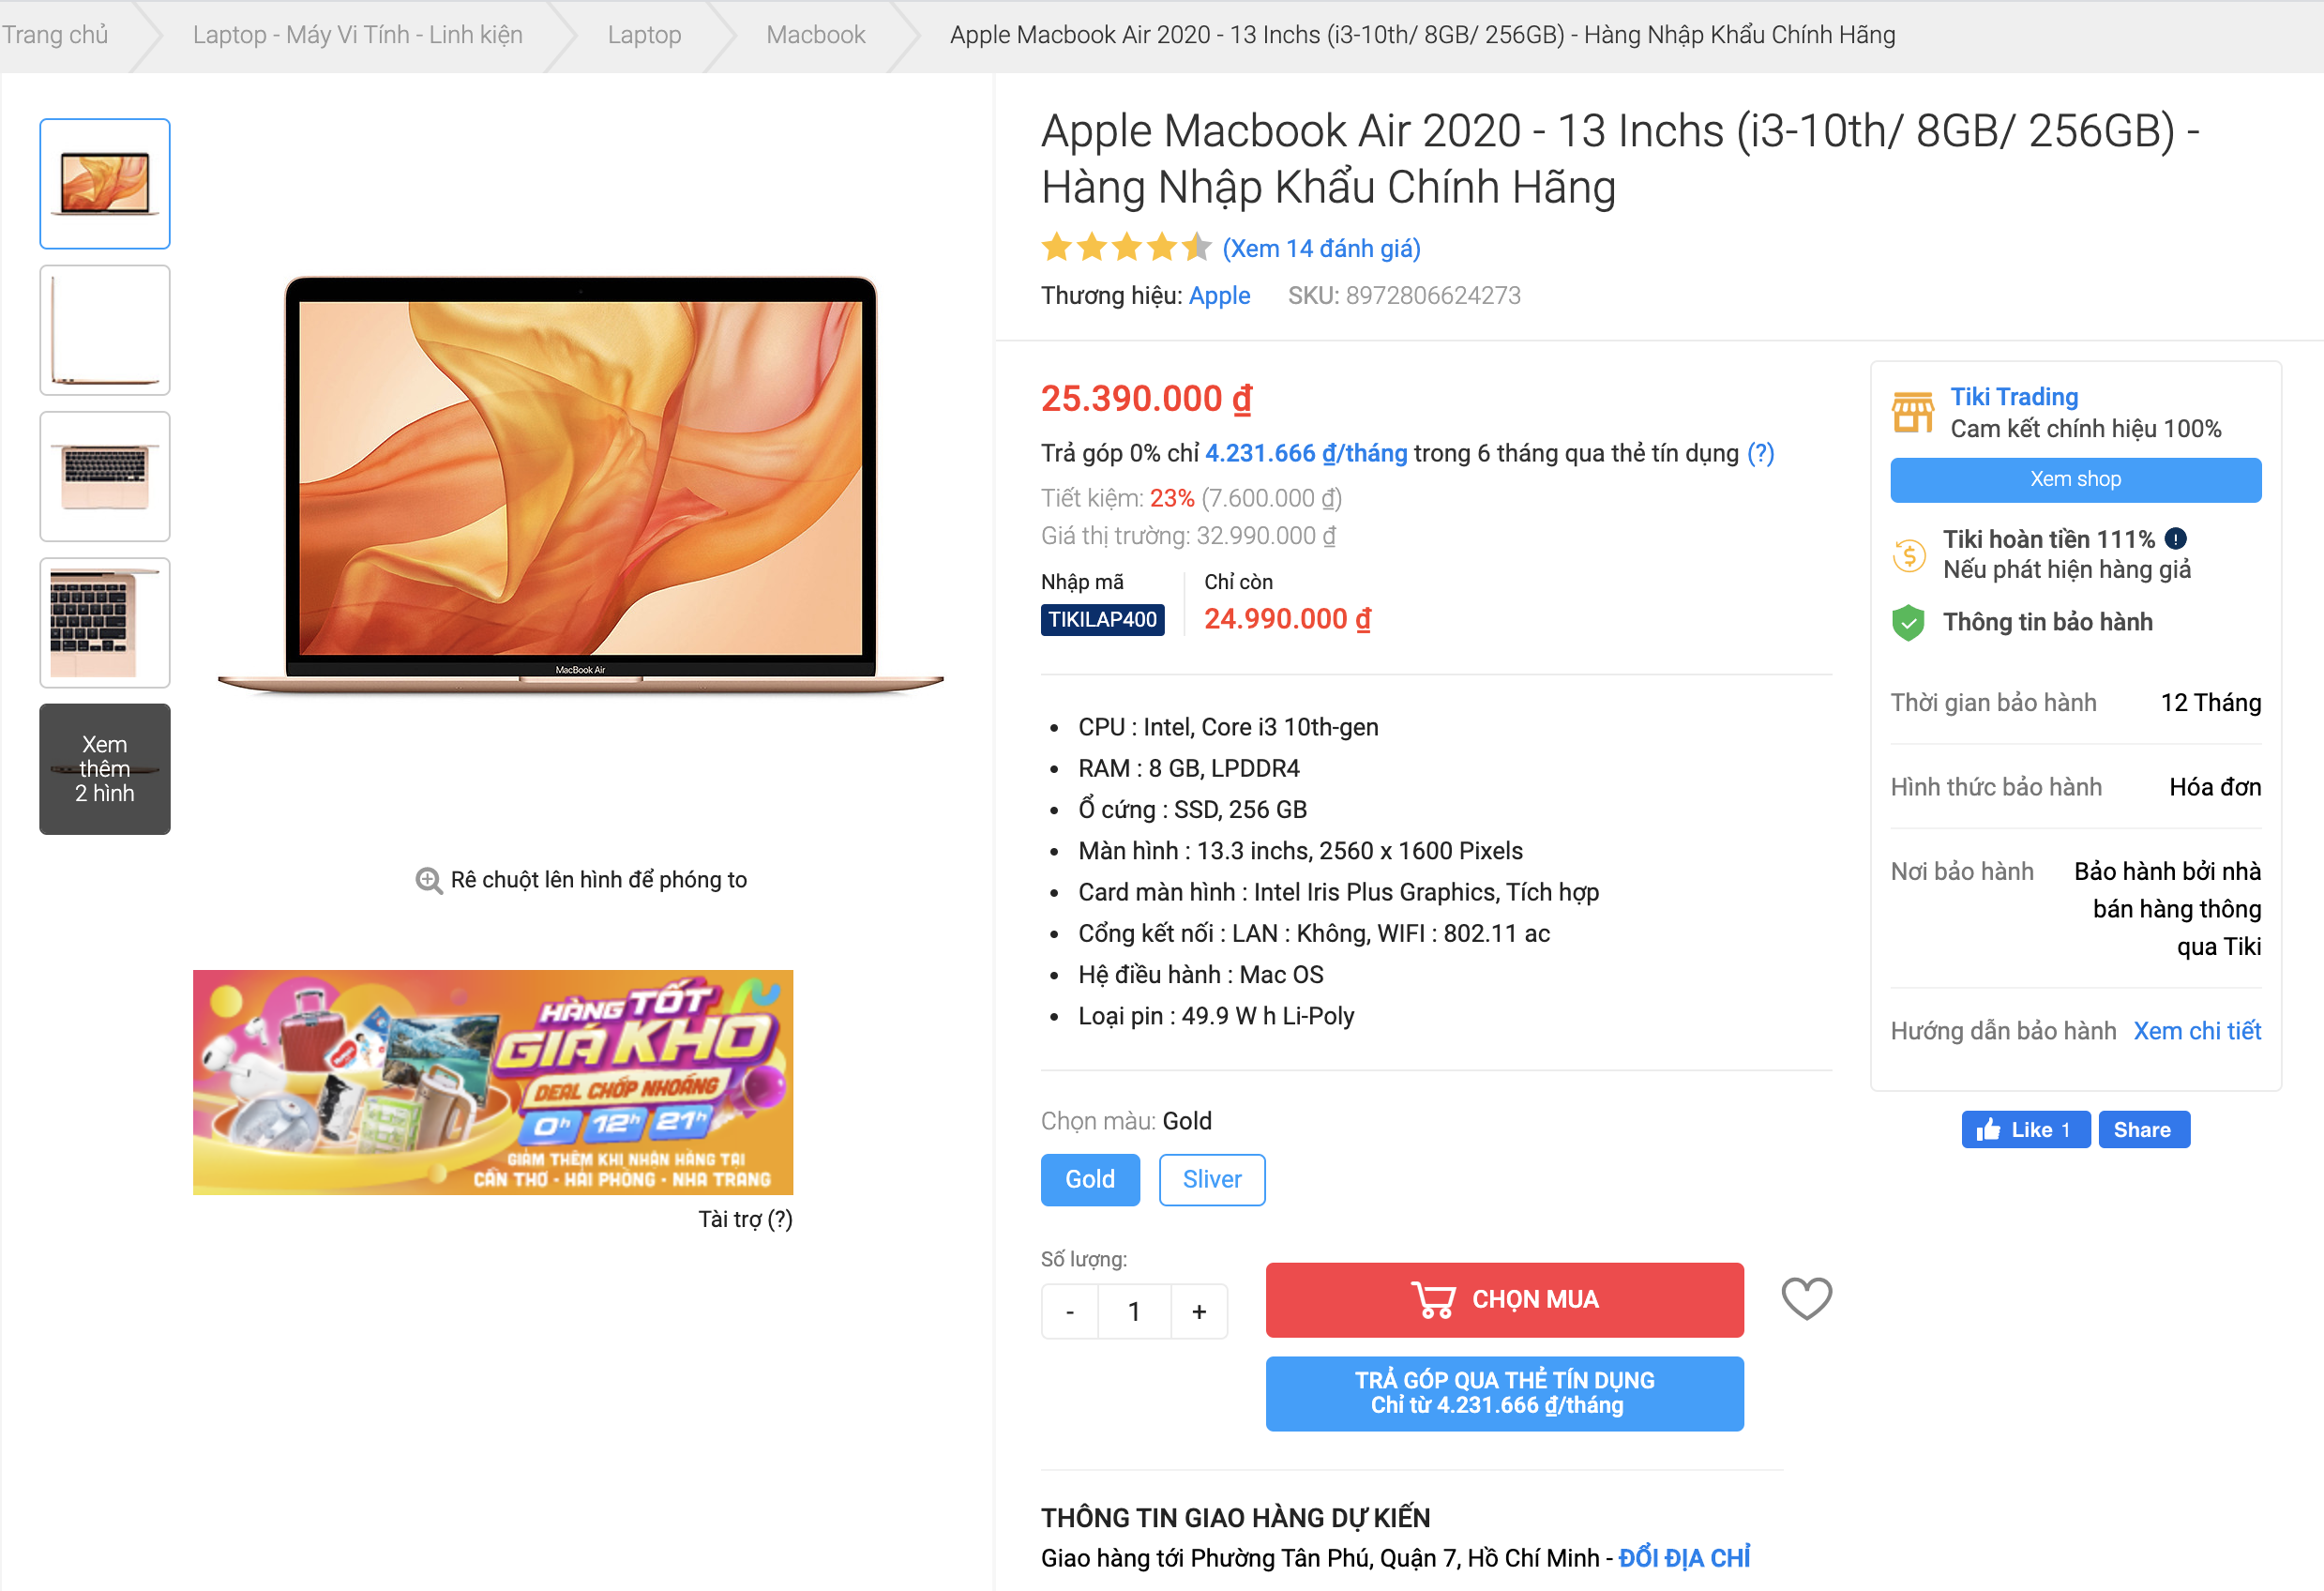 Trang chủ
Laptop - Máy Vi Tính - Linh kiện
Laptop
Macbook
Apple Macbook Air 2020 - 13 Inchs (i3-10th/ 8GB/ 256GB) - Hàng Nhập Khẩu Chính Hãng
MacBook Air
Xem
thêm
2 hình
Rê chuột lên hình để phóng to
HÀNG TỐT
GIÁ KHO
DEAL CHỚP NHOÁNG
0h 12h 21h
GIẢM THÊM KHI NHẬN HÀNG TẠI
CẦN THƠ - HẢI PHÒNG - NHA TRANG
Tài trợ (?)
Apple Macbook Air 2020 - 13 Inchs (i3-10th/ 8GB/ 256GB) -
Hàng Nhập Khẩu Chính Hãng
(Xem 14 đánh giá)
Thương hiệu: Apple SKU: 8972806624273
25.390.000 ₫
Trả góp 0% chỉ 4.231.666 ₫/tháng trong 6 tháng qua thẻ tín dụng (?)
Tiết kiệm: 23% (7.600.000 ₫)
Giá thị trường: 32.990.000 ₫
Nhập mã
TIKILAP400
Chỉ còn
24.990.000 ₫
CPU : Intel, Core i3 10th-gen
RAM : 8 GB, LPDDR4
Ổ cứng : SSD, 256 GB
Màn hình : 13.3 inchs, 2560 x 1600 Pixels
Card màn hình : Intel Iris Plus Graphics, Tích hợp
Cổng kết nối : LAN : Không, WIFI : 802.11 ac
Hệ điều hành : Mac OS
Loại pin : 49.9 W h Li-Poly
Chọn màu: Gold
Gold
Sliver
Số lượng:
- 1 +
CHỌN MUA
TRẢ GÓP QUA THẺ TÍN DỤNG
Chỉ từ 4.231.666 ₫/tháng
THÔNG TIN GIAO HÀNG DỰ KIẾN
Giao hàng tới Phường Tân Phú, Quận 7, Hồ Chí Minh - ĐỔI ĐỊA CHỈ
Tiki Trading
Cam kết chính hiệu 100%
Xem shop
Tiki hoàn tiền 111%
Nếu phát hiện hàng giả
Thông tin bảo hành
Thời gian bảo hành 12 Tháng
Hình thức bảo hành Hóa đơn
Nơi bảo hành Bảo hành bởi nhà
bán hàng thông
qua Tiki
Hướng dẫn bảo hành Xem chi tiết
Like 1
Share